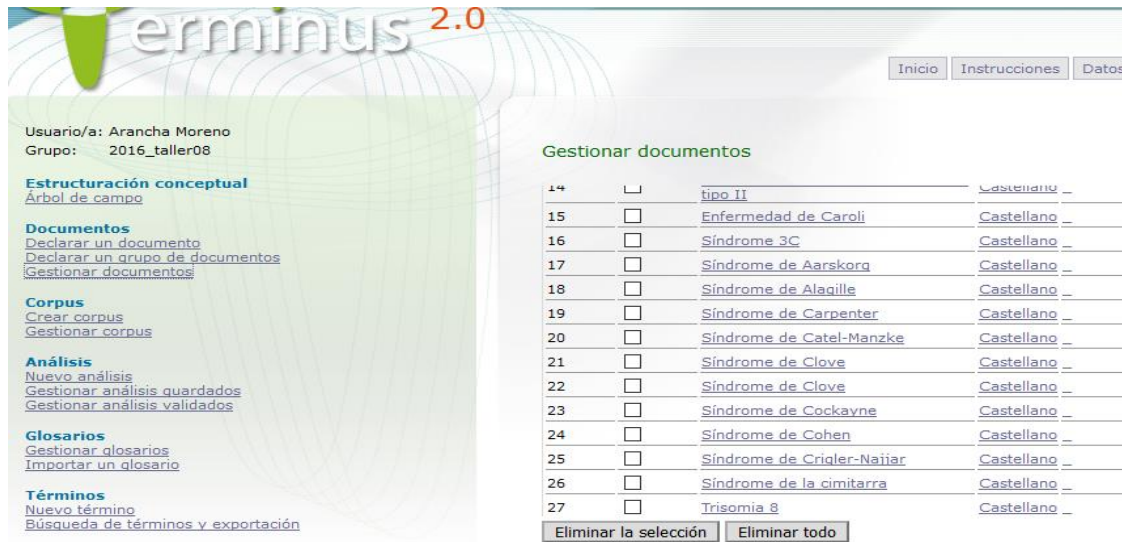 erminus 2.0
Inicio Instrucciones Datos
Usuario/a: Arancha Moreno
Grupo: 2016_taller08
Estructuración conceptual
Árbol de campo
Documentos
Declarar un documento
Declarar un grupo de documentos
Gestionar documentos
Corpus
Crear corpus
Gestionar corpus
Análisis
Nuevo análisis
Gestionar análisis guardados
Gestionar análisis validados
Glosarios
Gestionar glosarios
Importar un glosario
Términos
Nuevo término
Búsqueda de términos y exportación
Gestionar documentos
14 tipo II Castellano _
15 Enfermedad de Caroli Castellano _
16 Síndrome 3C Castellano _
17 Síndrome de Aarskorg Castellano _
18 Síndrome de Alagille Castellano _
19 Síndrome de Carpenter Castellano _
20 Síndrome de Catel-Manzke Castellano _
21 Síndrome de Clove Castellano _
22 Síndrome de Clove Castellano _
23 Síndrome de Cockayne Castellano _
24 Síndrome de Cohen Castellano _
25 Síndrome de Crigler-Najjar Castellano _
26 Síndrome de la cimitarra Castellano _
27 Trisomia 8 Castellano _
Eliminar la selección Eliminar todo